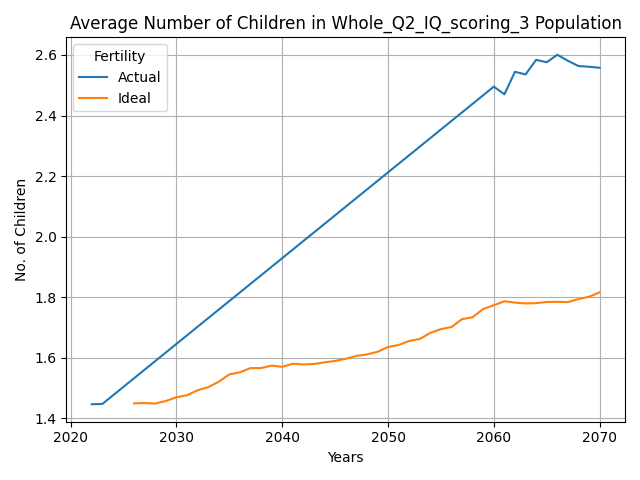 Average Number of Children in Whole_Q2_IQ_scoring_3 Population
Fertility
Actual
Ideal
No. of Children
2.6
2.4
2.2
2.0
1.8
1.6
1.4
2020 2030 2040 2050 2060 2070
Years